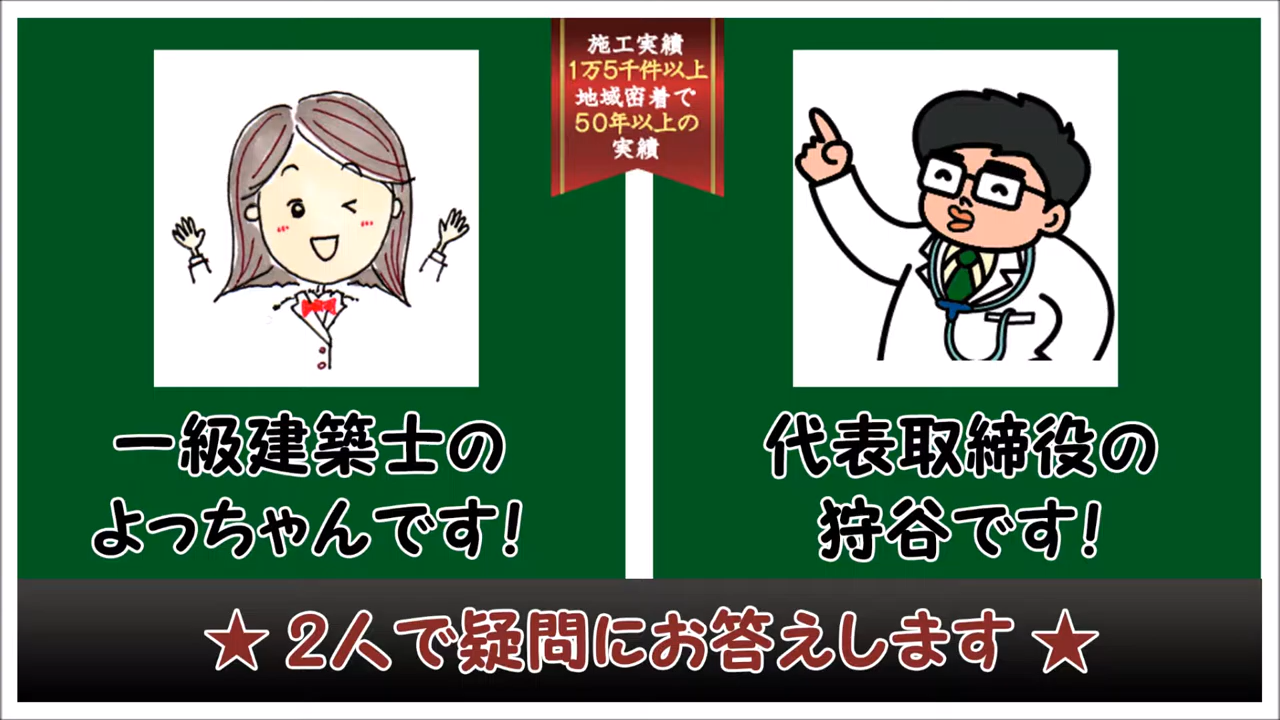 施工実績
1万5千件以上
地域密着で
50年以上の
実績
一級建築士の
よっちゃんです!
代表取締役の
狩谷です!
★ 2人で疑問にお答えします ★